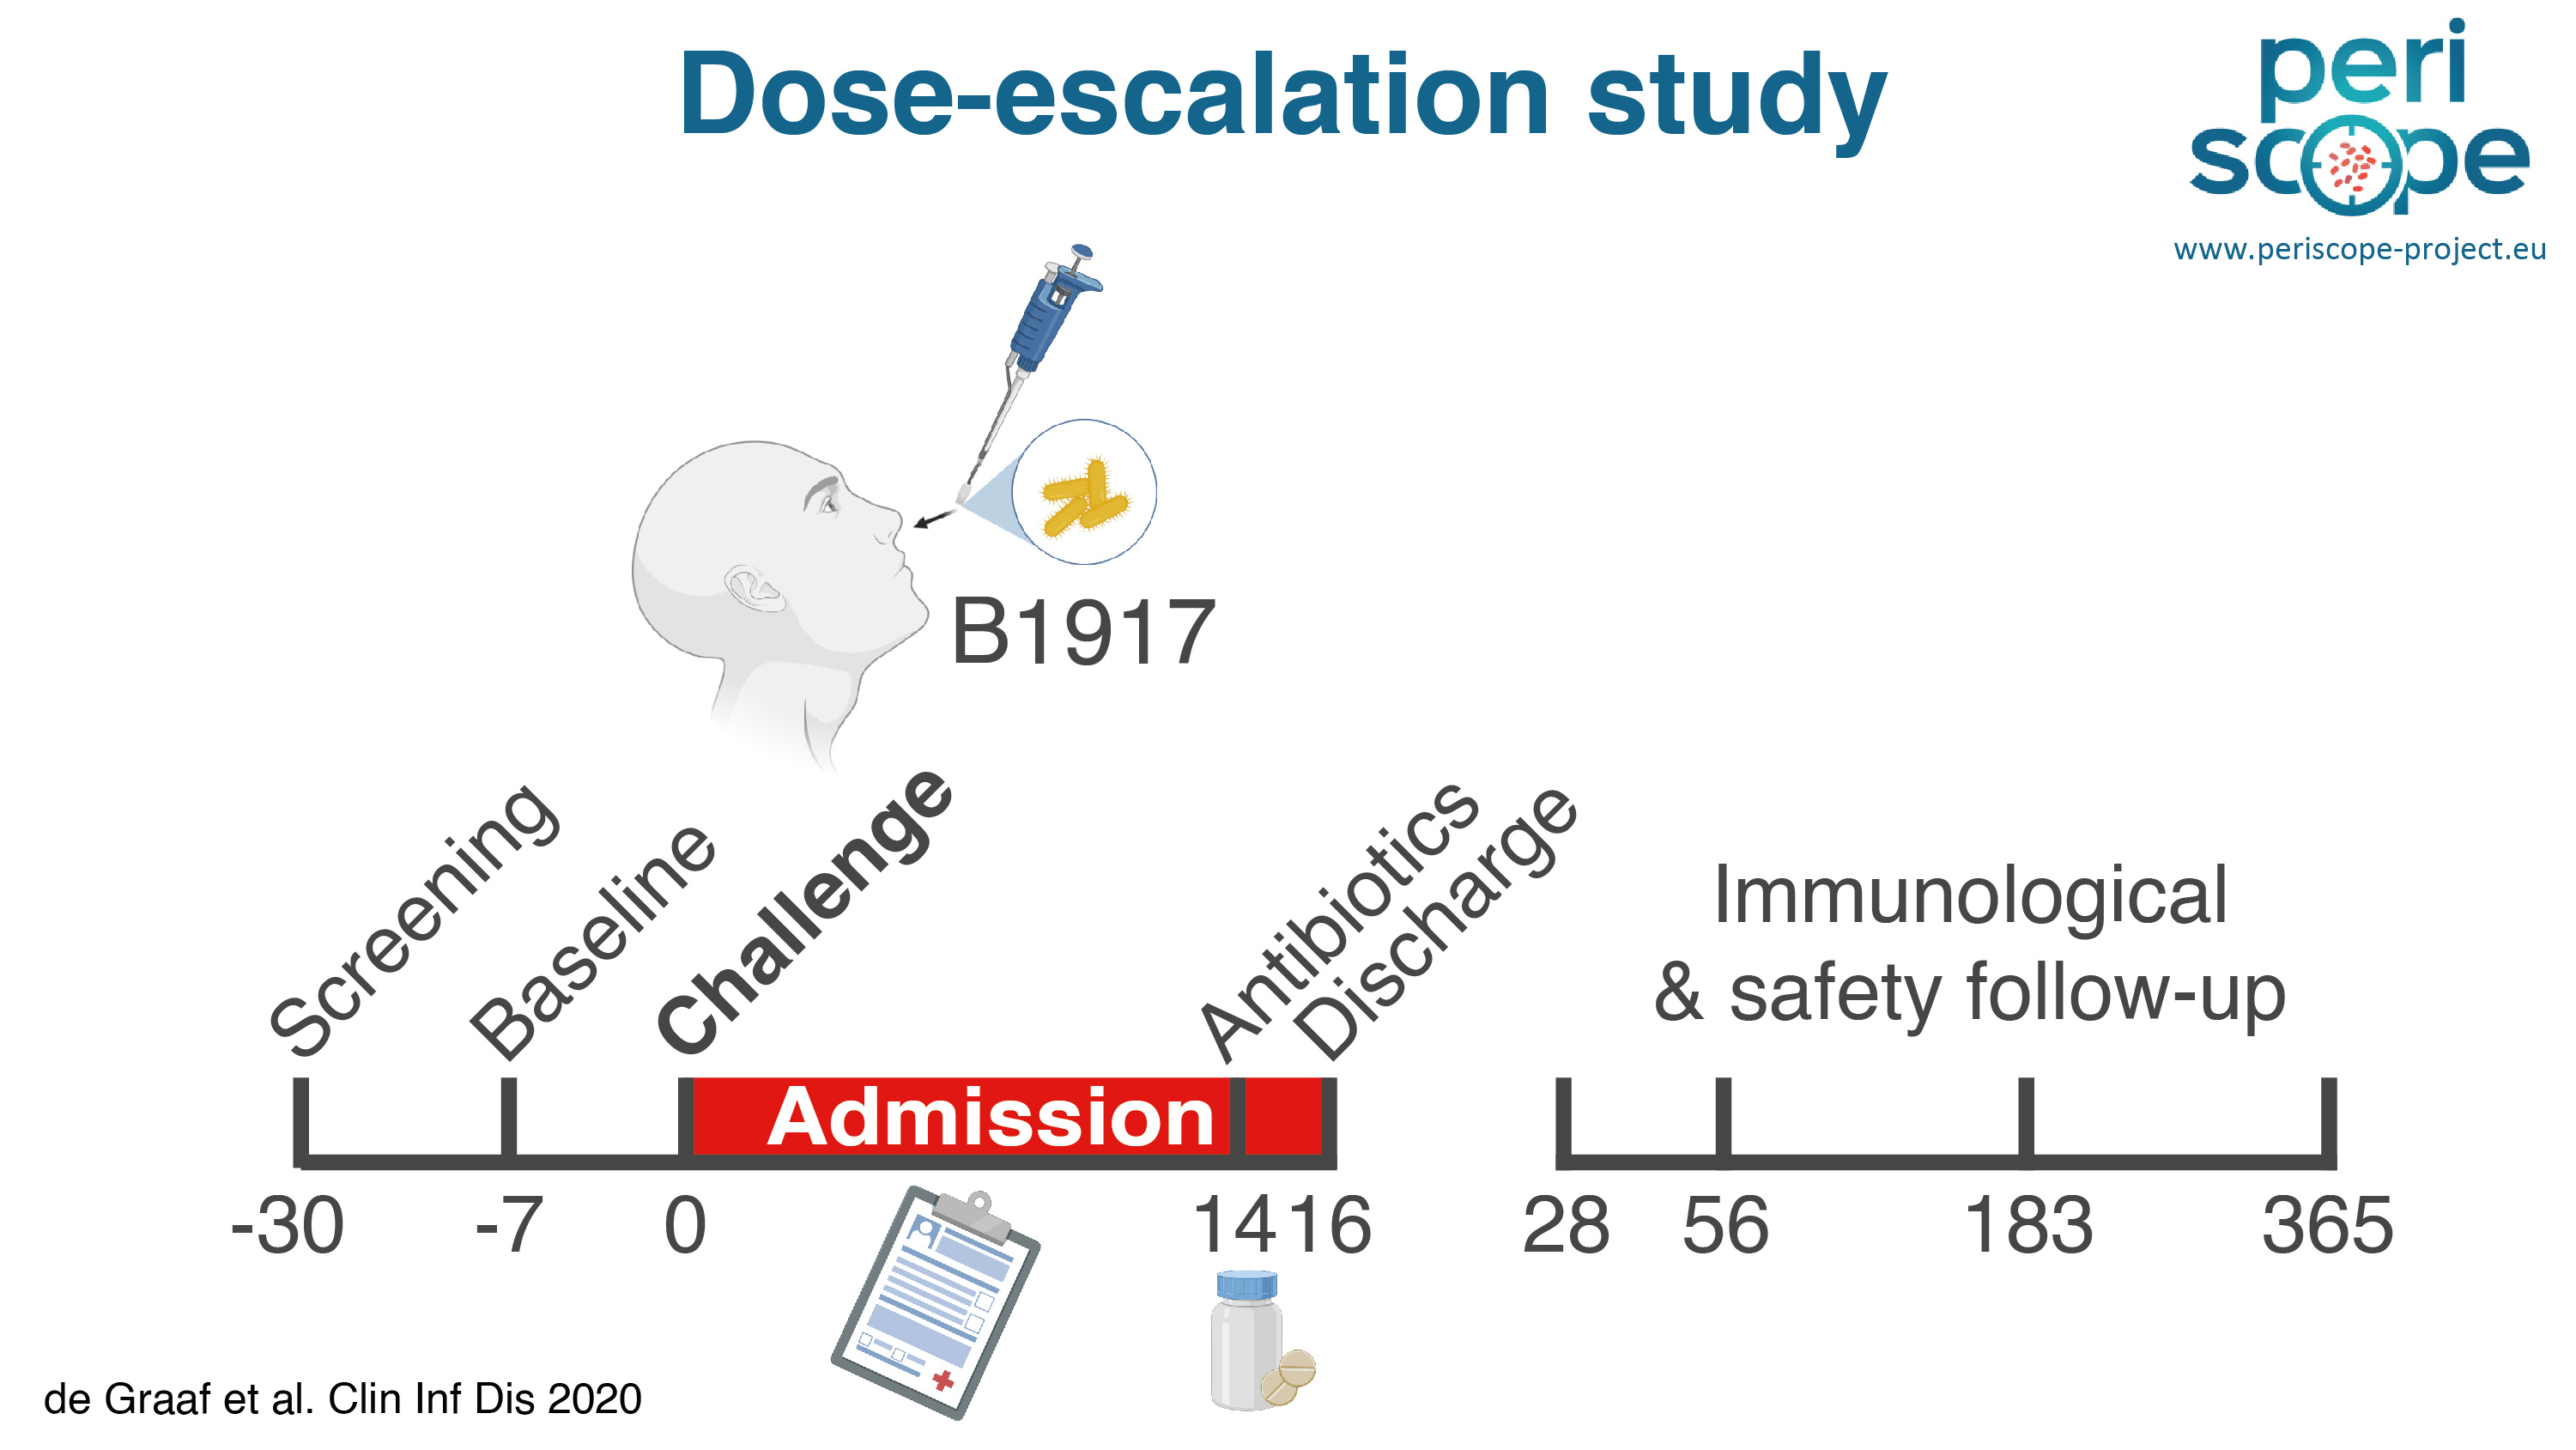 Dose-escalation study
peri
scope
www.periscope-project.eu
B1917
Screening
Baseline
Challenge
Antibiotics
Discharge
Immunological
& safety follow-up
Admission
-30 -7 0 14 16 28 56 183 365
de Graaf et al. Clin Inf Dis 2020